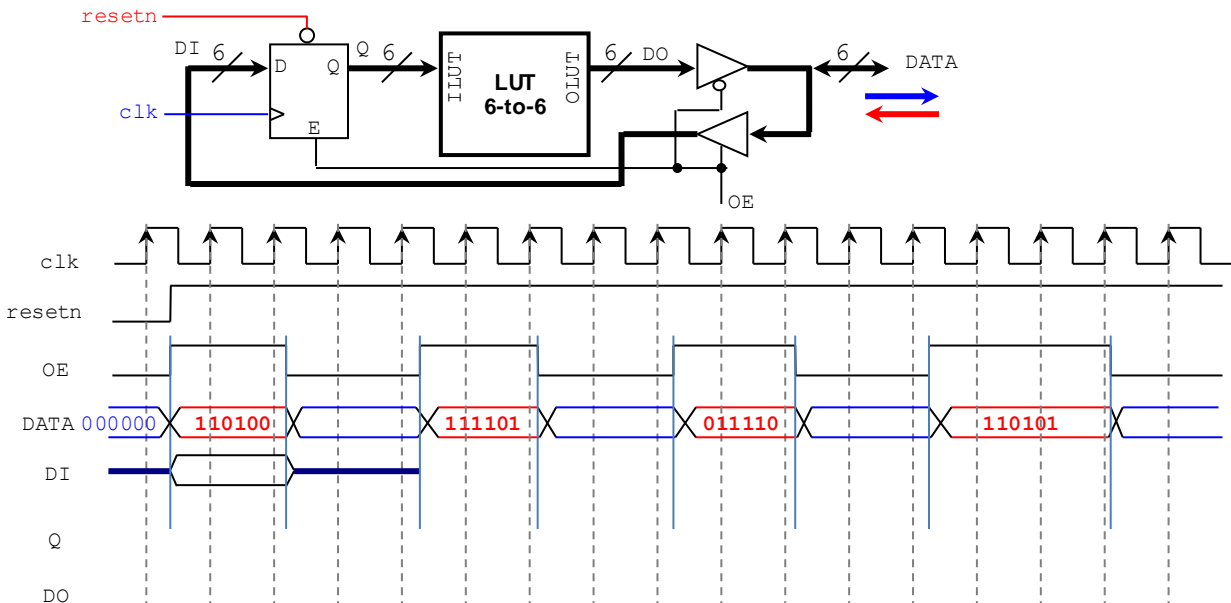 resetn
DI 6 Q 6 6 DO 6 DATA
D Q ILUT LUT OLUT
6-to-6
clk
E
OE
clk
resetn
OE
DATA 000000 110100 111101 011110 110101
DI
Q
DO